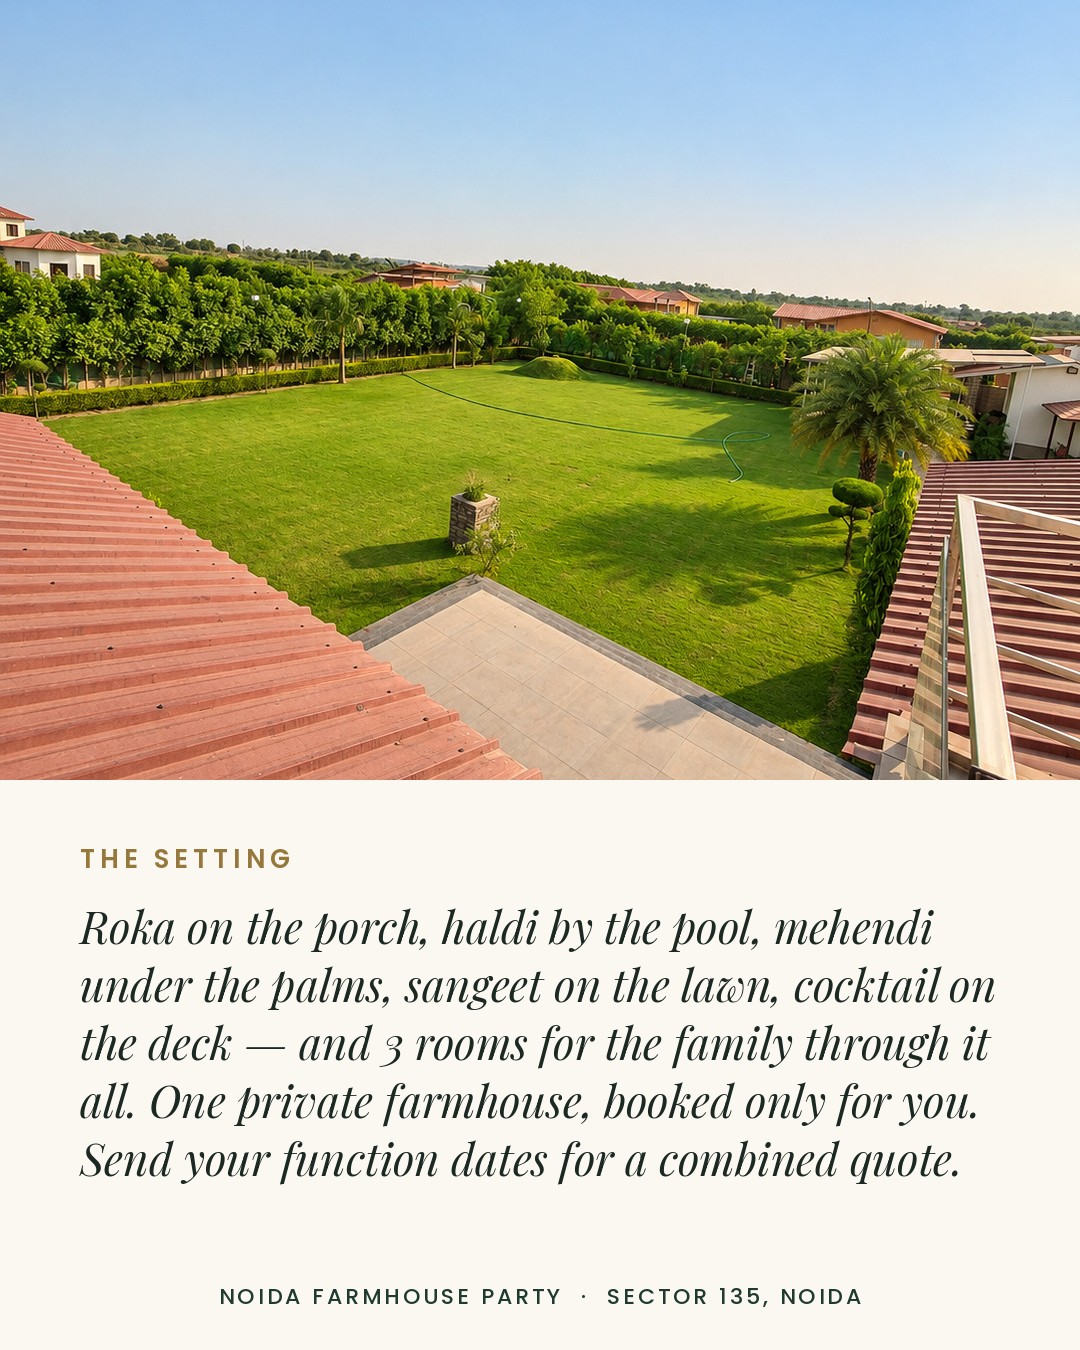 THE SETTING
Roka on the porch, haldi by the pool, mehendi
under the palms, sangeet on the lawn, cocktail on
the deck — and 3 rooms for the family through it
all. One private farmhouse, booked only for you.
Send your function dates for a combined quote.
NOIDA FARMHOUSE PARTY · SECTOR 135, NOIDA